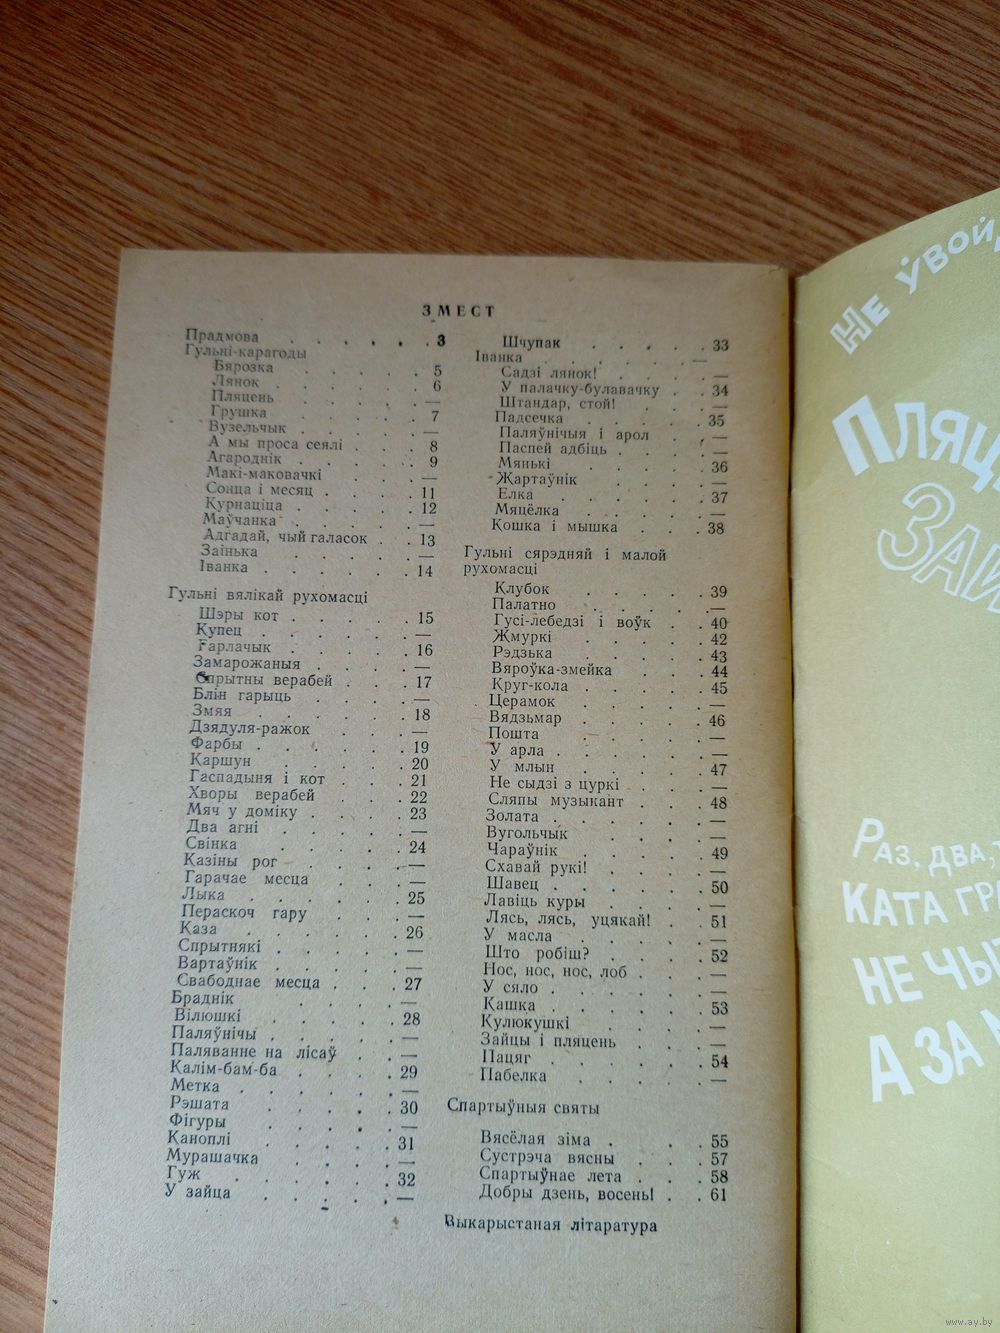 ЗМЕСТ
Прадмова . . . . . . 3
Гульні-карагоды
Бярозка . . . . . 5
Лянок . . . . . 6
Пляцень . . . . —
Грушка . . . . . 7
Вузельчык . . . . —
А мы проса сеялі . . . 8
Агароднік . . . . . 9
Макі-маковачкі . . . —
Сонца і месяц . . . . 11
Курнаціца . . . . . 12
Маўчанка . . . . . —
Адгадай, чый галасок . . 13
Заінька . . . . . —
Іванка . . . . . . 14
Гульні вялікай рухомасці
Шэры кот . . . . . 15
Купец . . . . . . —
Гарлачык . . . . . 16
Замарожаныя . . . . —
Спрытны верабей . . . 17
Блін гарыць . . . . —
Змяя . . . . . . 18
Дзядуля-ражок . . . —
Фарбы . . . . . . 19
Каршун . . . . . 20
Гаспадыня і кот . . . 21
Хворы верабей . . . 22
Мяч у доміку . . . . 23
Два агні . . . . . —
Свінка . . . . . . 24
Казіны рог . . . . —
Гарачае месца . . . —
Лыка . . . . . . 25
Пераскоч гару . . . —
Каза . . . . . . 26
Спрытнякі . . . . . —
Вартаўнік . . . . . —
Свабоднае месца . . . 27
Браднік . . . . —
Вілюшкі . . . . . 28
Паляўнічы . . . . . —
Паляванне на лісаў . . —
Калім-бам-ба . . . . 29
Метка . . . . . . —
Рэшата . . . . . 30
Фігуры . . . . . —
Каноплі . . . . . 31
Мурашачка . . . . —
Гуж . . . . . . 32
У зайца . . . . . —
Шчупак . . . . . 33
Іванка . . . . . . —
Садзі лянок! . . . . —
У палачку-булавачку . . 34
Штандар, стой! . . . —
Падсечка . . . . . 35
Паляўнічыя і арол . . —
Паспей адбіць . . . . —
Мянькі . . . . . 36
Жартаўнік . . . . —
Елка . . . . . . 37
Мяцёлка . . . . . —
Кошка і мышка . . . 38
Гульні сярэдняй і малой
рухомасці
Клубок . . . . . 39
Палатно . . . . . —
Гусі-лебедзі і воўк . . 40
Жмуркі . . . . . 42
Рэдзька . . . . . 43
Вяроўка-змейка . . . 44
Круг-кола . . . . . 45
Церамок . . . . . —
Вядзьмар . . . . . 46
Пошта . . . . . —
У арла . . . . . . —
У млын . . . . . 47
Не сыдзі з цуркі . . . —
Сляпы музыкант . . . 48
Золата . . . . . . —
Вугольчык . . . . —
Чараўнік . . . . . 49
Схавай рукі! . . . . —
Шавец . . . . . . 50
Лавіць куры . . . . —
Лясь, лясь, уцякай! . . 51
У масла . . . . . —
Што робіш? . . . . 52
Нос, нос, нос, лоб . . . —
У сяло . . . . . . —
Кашка . . . . . . 53
Кулюкушкі . . . . —
Зайцы і пляцень . . . —
Цацяг . . . . . . 54
Пабелка . . . . . —
Спартыўныя святы
Вясёлая зіма . . . 55
Сустрэча вясны . . . 57
Спартыўнае лета . . . 58
Добры дзень, восень! . . 61
Выкарыстаная літаратура
НЕ ЎВОЙД
ПЛЯЦ
РАЗ, ДВА,
КАТА
НЕ
А ЗА
www.ay.by